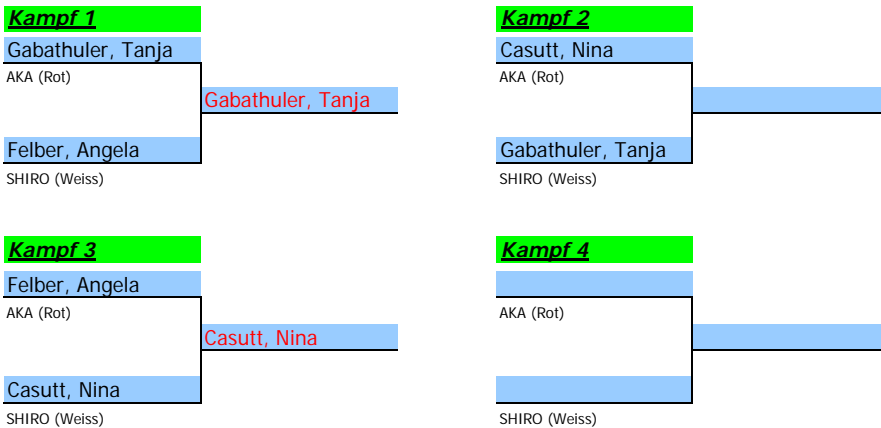 Kampf 1
Gabathuler, Tanja
AKA (Rot)
Gabathuler, Tanja
Felber, Angela
SHIRO (Weiss)
Kampf 2
Casutt, Nina
AKA (Rot)
Gabathuler, Tanja
SHIRO (Weiss)
Kampf 3
Felber, Angela
AKA (Rot)
Casutt, Nina
Casutt, Nina
SHIRO (Weiss)
Kampf 4
AKA (Rot)
SHIRO (Weiss)